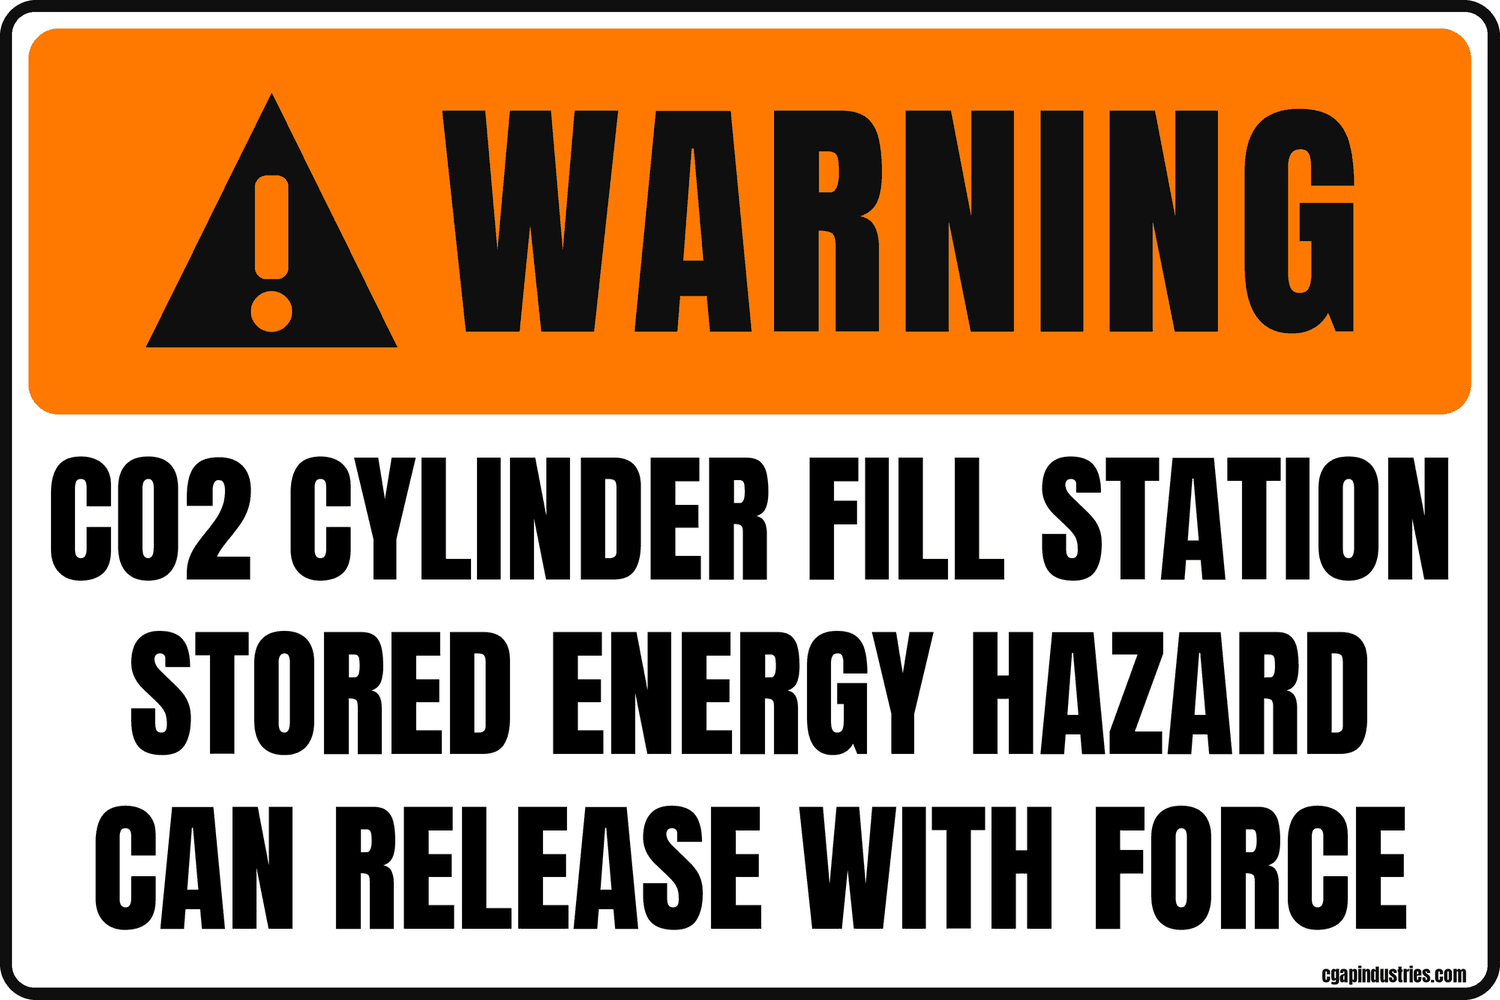 WARNING
CO2 CYLINDER FILL STATION
STORED ENERGY HAZARD
CAN RELEASE WITH FORCE
cgapindustries.com